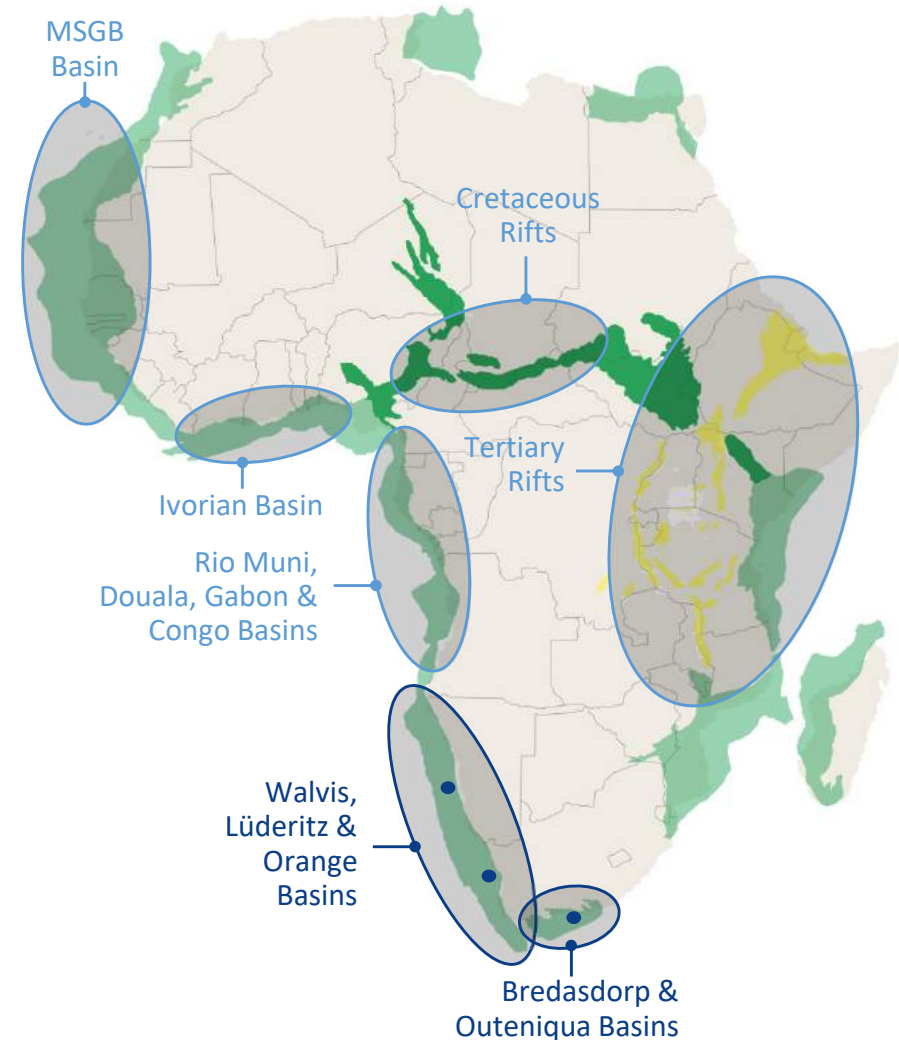 MSGB
Basin
Cretaceous
Rifts
Tertiary
Rifts
Ivorian Basin
Rio Muni,
Douala, Gabon &
Congo Basins
Walvis,
Lüderitz &
Orange
Basins
Bredasdorp &
Outeniqua Basins